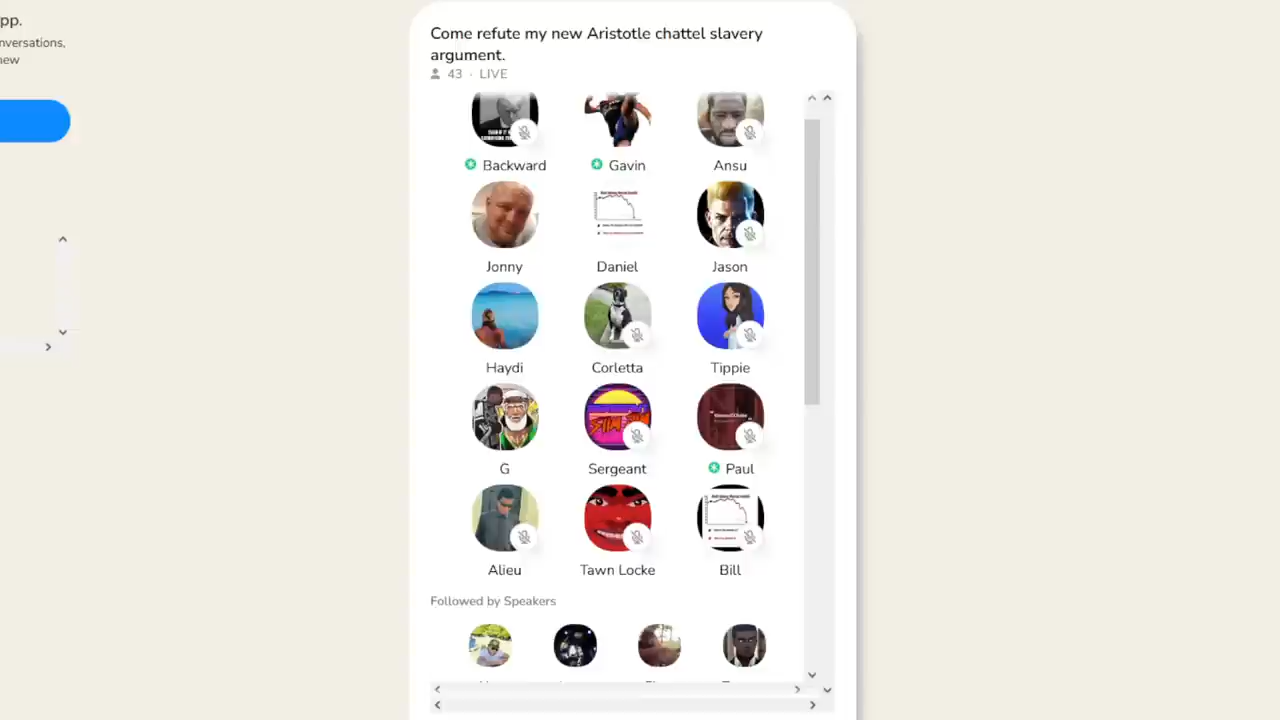 pp.
nversations,
new
Come refute my new Aristotle chattel slavery
argument.
43 · LIVE
Backward
Gavin
Ansu
Jonny
Daniel
Jason
Haydi
Corletta
Tippie
G
Sergeant
Paul
Alieu
Tawn Locke
Bill
Followed by Speakers